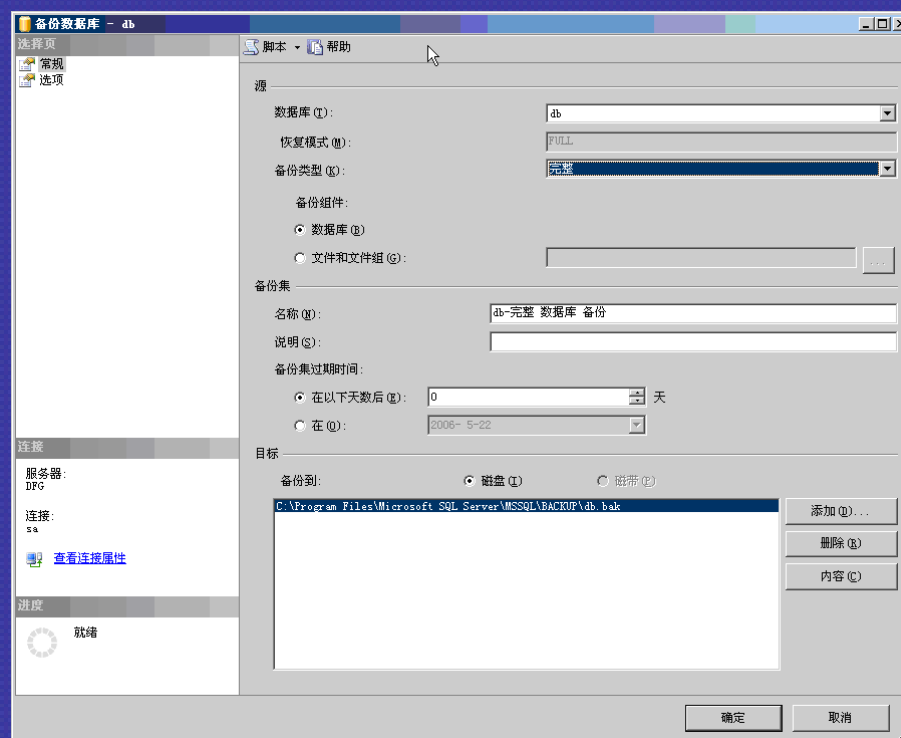 备份数据库 - db
选择页
常规
选项
脚本
帮助
源
数据库(T):
db
恢复模式(M):
FULL
备份类型(K):
完整
备份组件:
数据库(B)
文件和文件组(G):
...
备份集
名称(N):
db-完整 数据库 备份
说明(S):
备份集过期时间:
在以下天数后(E):
0
天
在(O):
2006- 5-22
目标
备份到:
磁盘(I)
磁带(P)
C:\Program Files\Microsoft SQL Server\MSSQL\BACKUP\db.bak
添加(D)...
删除(R)
内容(C)
连接
服务器:
DFG
连接:
sa
查看连接属性
进度
就绪
确定
取消